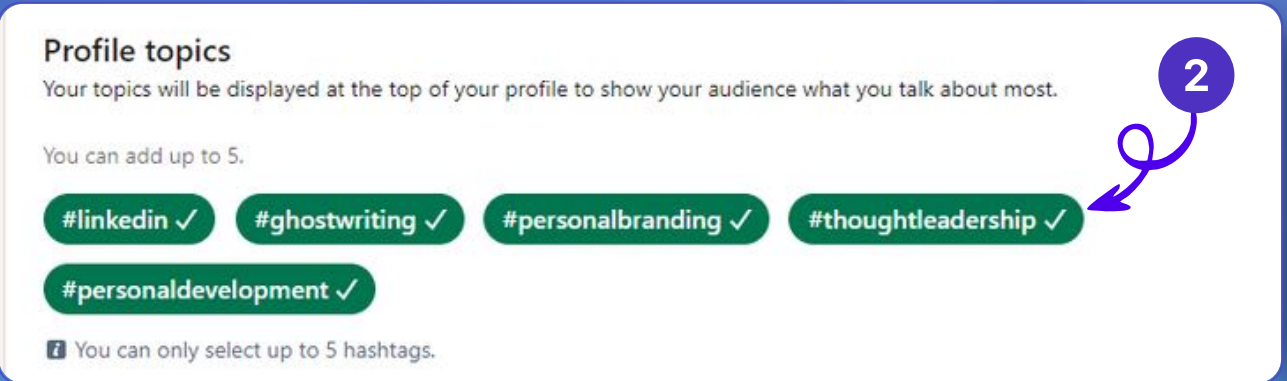 Profile topics
Your topics will be displayed at the top of your profile to show your audience what you talk about most.
2
You can add up to 5.
#linkedin ✓ #ghostwriting ✓ #personalbranding ✓ #thoughtleadership ✓
#personaldevelopment ✓
i You can only select up to 5 hashtags.